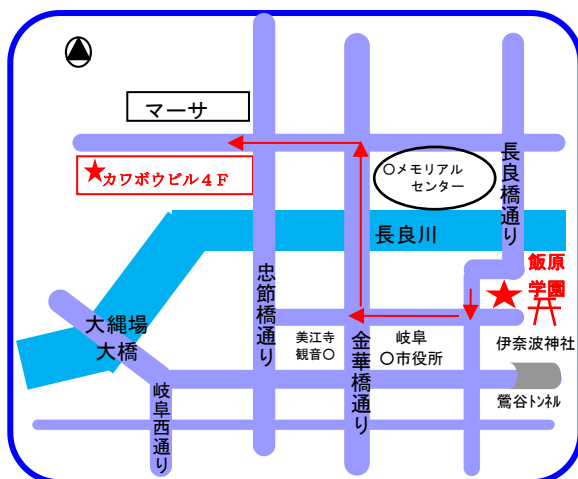 マーサ
★カワボウビル４Ｆ
○メモリアル
センター
長良橋通り
長良川
飯原
学園
忠節橋通り
大縄場
大橋
美江寺
観音○
金華橋通り
岐阜
○市役所
伊奈波神社
岐阜西通り
鶯谷ﾄﾝﾈﾙ